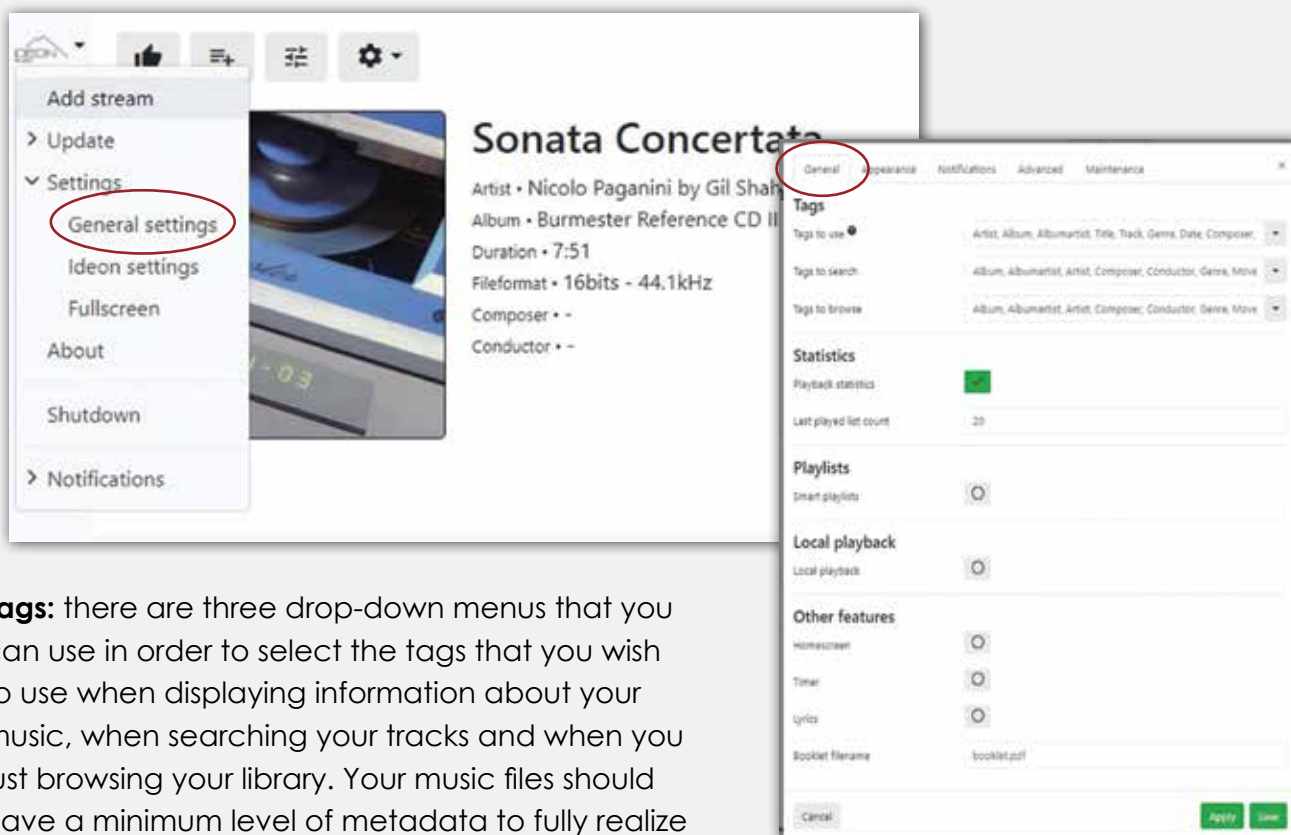 Add stream
Update
Settings
General settings
Ideon settings
Fullscreen
About
Shutdown
Notifications
Sonata Concertata
Artist • Nicolo Paganini by Gil Shah
Album • Burmester Reference CD II
Duration • 7:51
Fileformat • 16bits - 44.1kHz
Composer • -
Conductor • -
General Appearance Notifications Advanced Maintenance ×
Tags
Tags to use Artist, Album, Albumartist, Title, Track, Genre, Date, Composer,
Tags to search Album, Albumartist, Artist, Composer, Conductor, Genre, Move
Tags to browse Album, Albumartist, Artist, Composer, Conductor, Genre, Move
Statistics
Playback statistics
Last played list count 20
Playlists
Smart playlists
Local playback
Local playback
Other features
Homescreen
Timer
Lyrics
Booklet filename booklet.pdf
Cancel Apply Save
ags: there are three drop-down menus that you
can use in order to select the tags that you wish
o use when displaying information about your
music, when searching your tracks and when you
ust browsing your library. Your music files should
ave a minimum level of metadata to fully realize